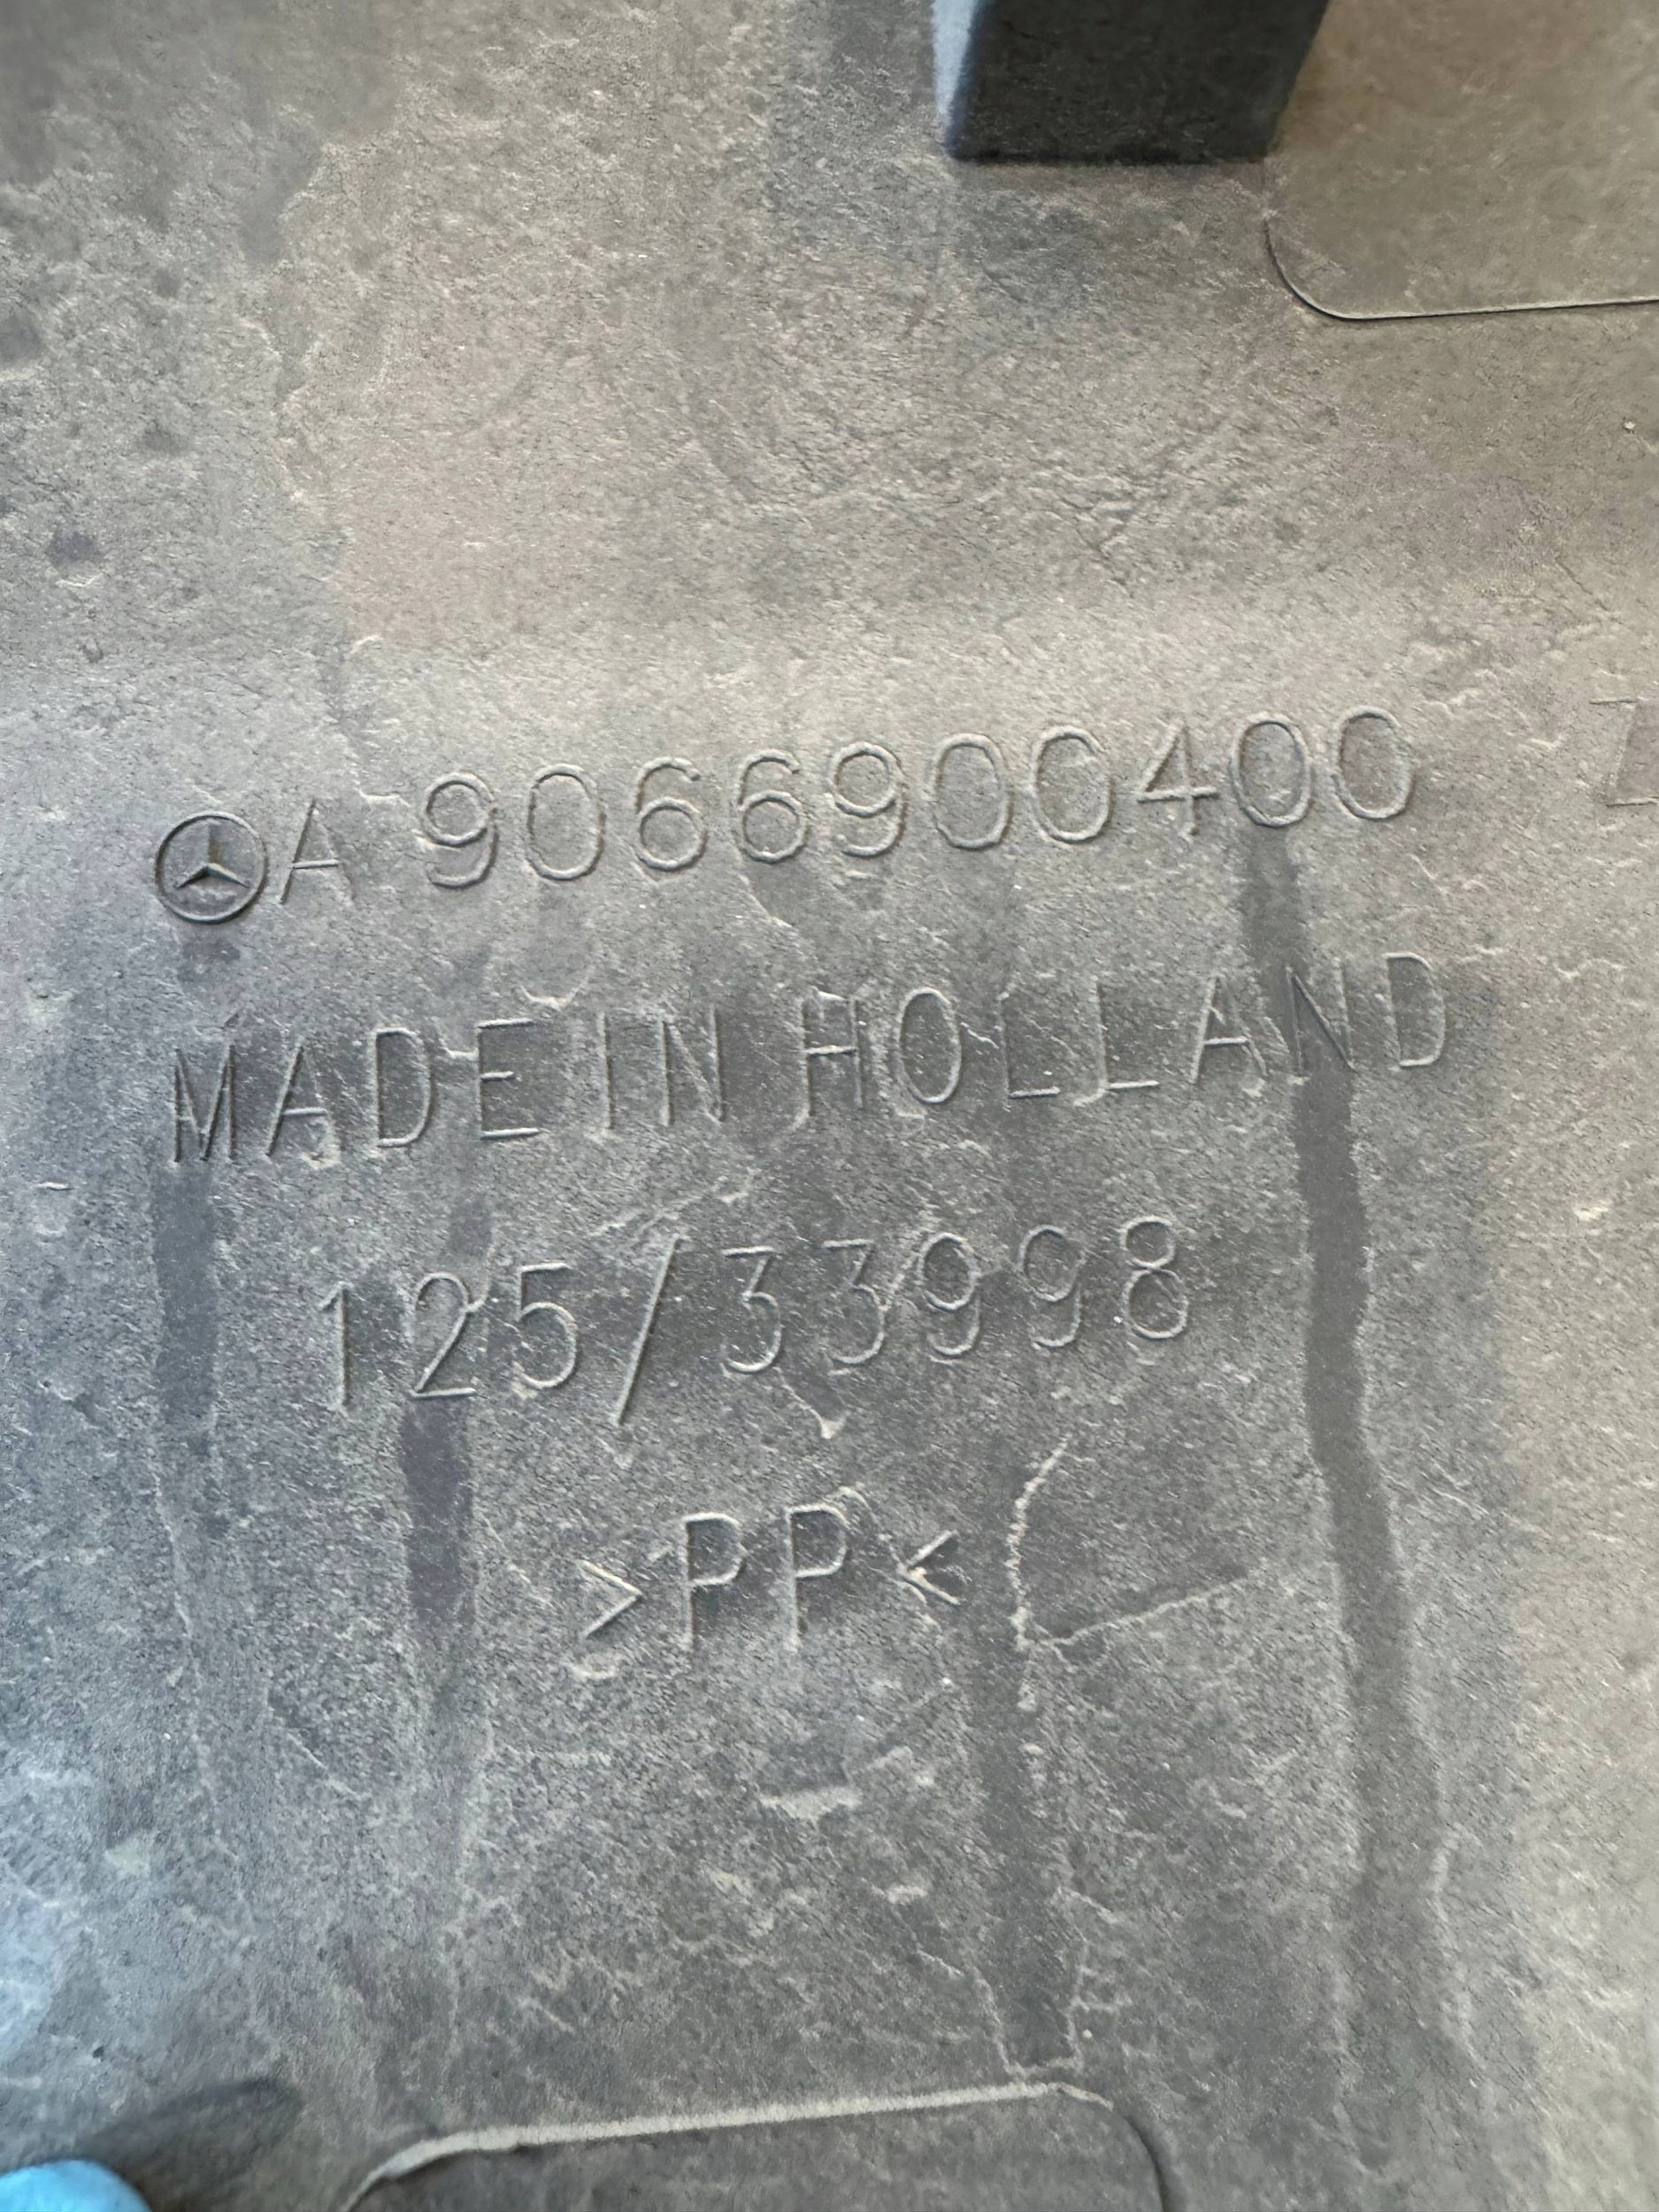 A 9066900400
MADE IN HOLLAND
125/33998
>PP<